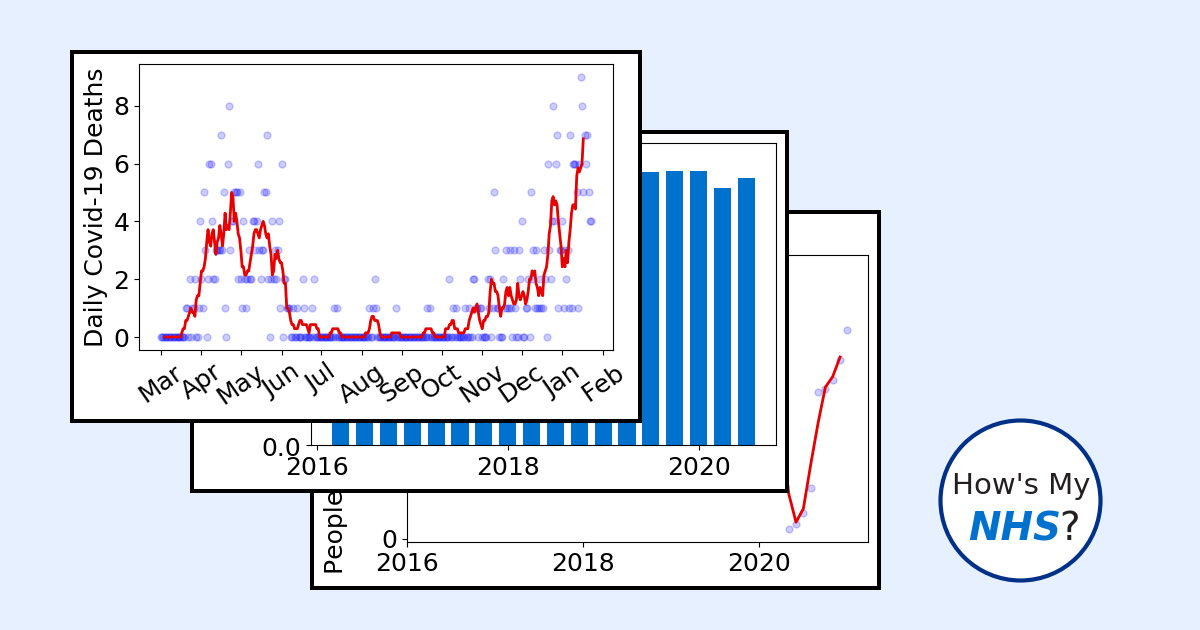 Daily Covid-19 Deaths
8
6
4
2
0
Mar Apr May Jun Jul Aug Sep Oct Nov Dec Jan Feb
0.0
2016 2018 2020
People
0
2016 2018 2020
How's My
NHS?